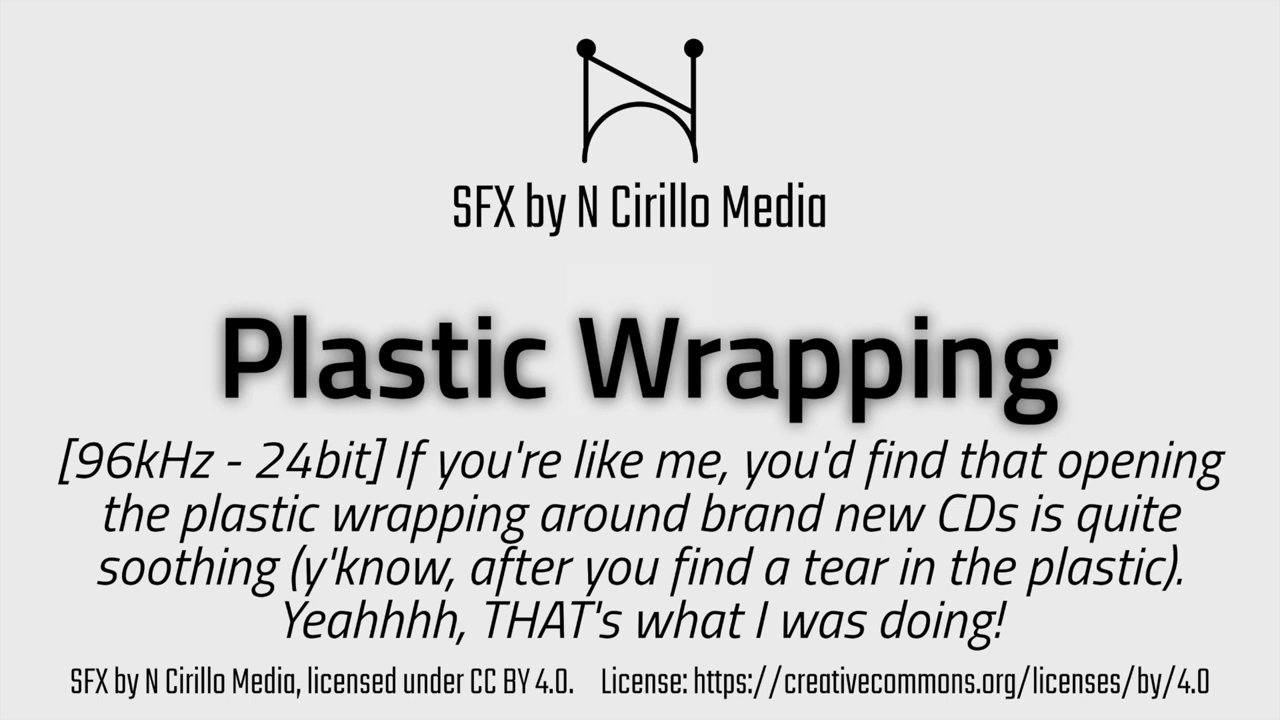 SFX by N Cirillo Media
Plastic Wrapping
[96kHz - 24bit] If you're like me, you'd find that opening
the plastic wrapping around brand new CDs is quite
soothing (y'know, after you find a tear in the plastic).
Yeahhhh, THAT's what I was doing!
SFX by N Cirillo Media, licensed under CC BY 4.0. License: https://creativecommons.org/licenses/by/4.0